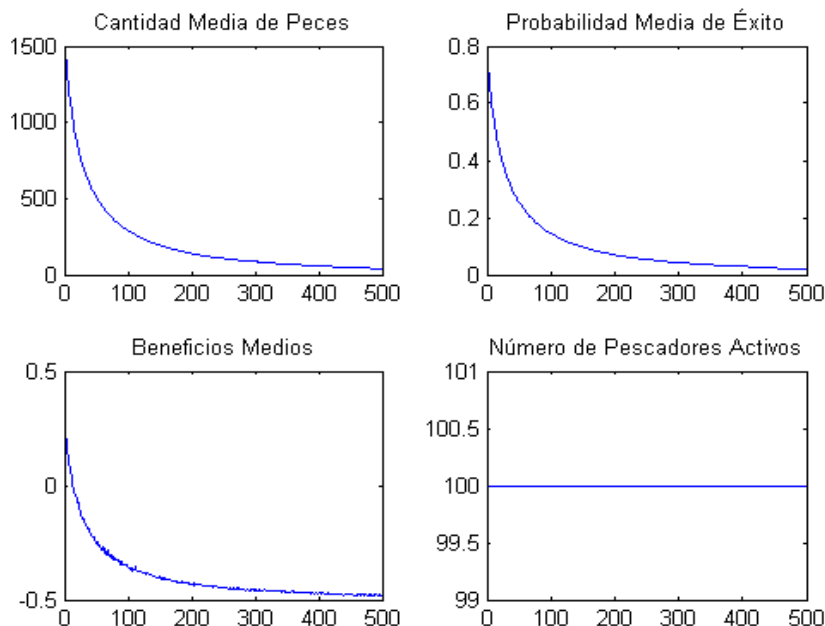 Cantidad Media de Peces
1500
1000
500
0
0 100 200 300 400 500
Probabilidad Media de Éxito
0.8
0.6
0.4
0.2
0
0 100 200 300 400 500
Beneficios Medios
0.5
0
-0.5
0 100 200 300 400 500
Número de Pescadores Activos
101
100.5
100
99.5
99
0 100 200 300 400 500